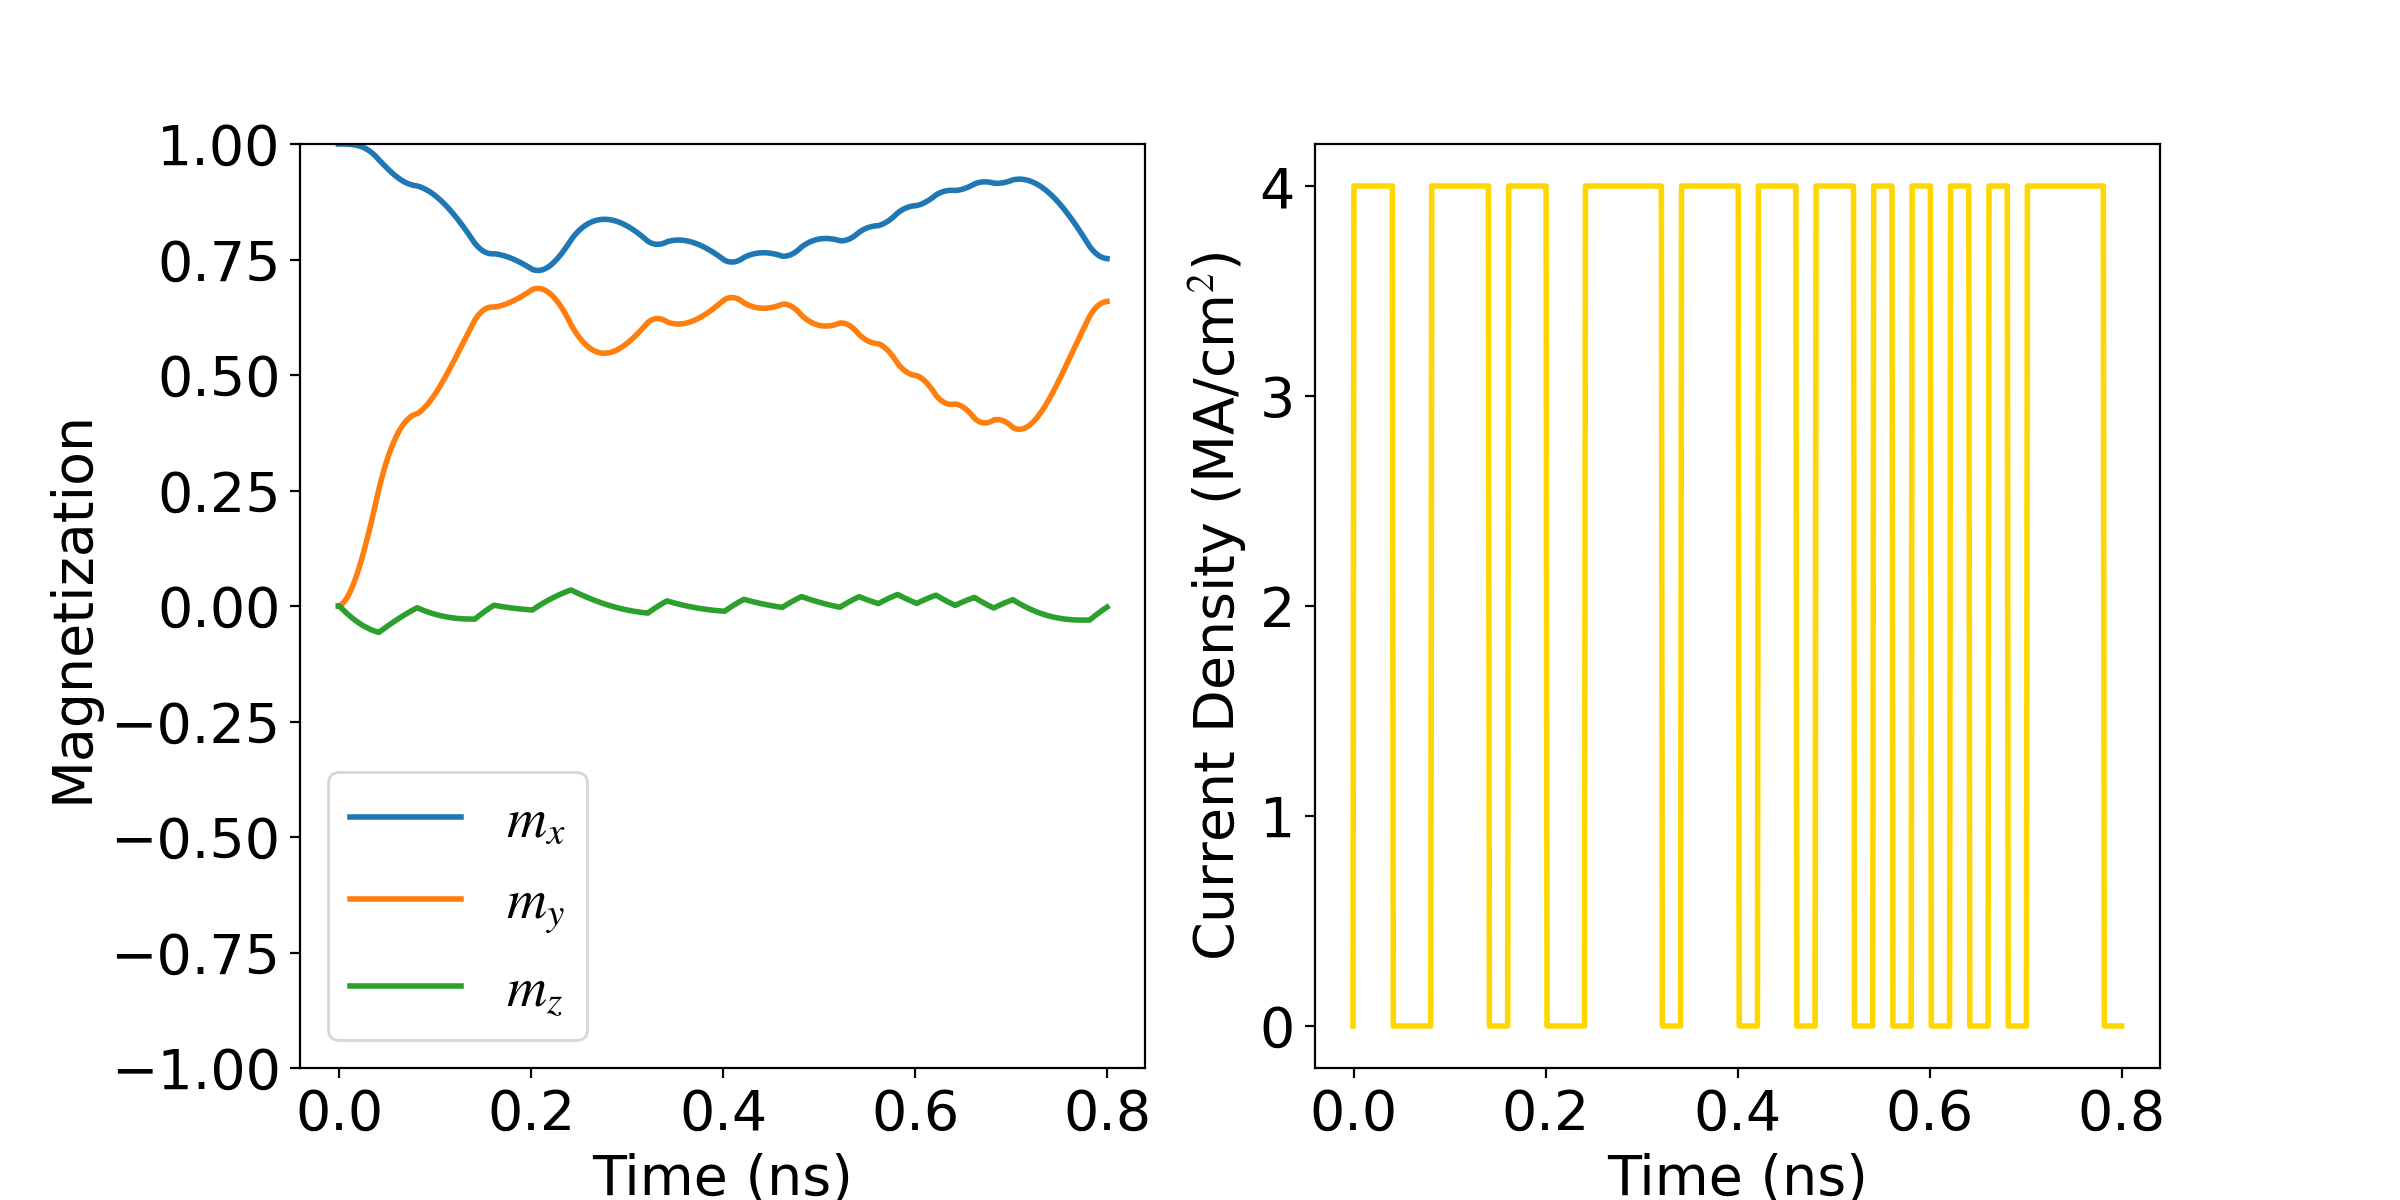 Magnetization
1.00
0.75
0.50
0.25
0.00
−0.25
−0.50
−0.75
−1.00
m_x
m_y
m_z
0.0 0.2 0.4 0.6 0.8
Time (ns)
Current Density (MA/cm²)
4
3
2
1
0
0.0 0.2 0.4 0.6 0.8
Time (ns)